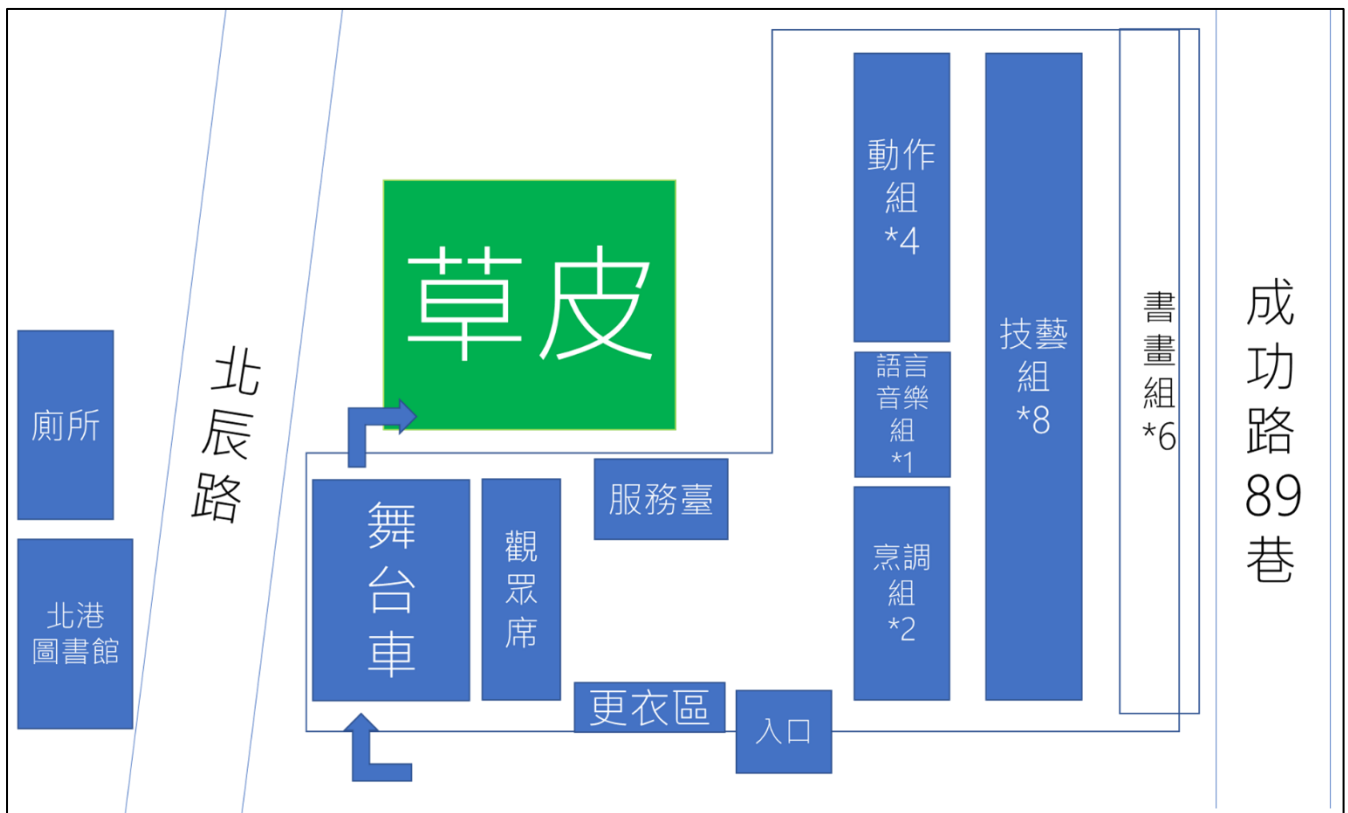 廁所
北港
圖書館
北辰路
草皮
舞台車
觀眾席
服務臺
更衣區
入口
動作
組
*4
語言
音樂
組
*1
烹調
組
*2
技藝
組
*8
書畫組*6
成功路89巷